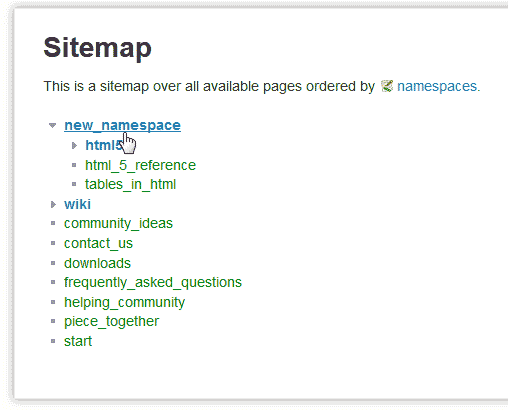 Sitemap
This is a sitemap over all available pages ordered by namespaces.
new_namespace
html5
html_5_reference
tables_in_html
wiki
community_ideas
contact_us
downloads
frequently_asked_questions
helping_community
piece_together
start